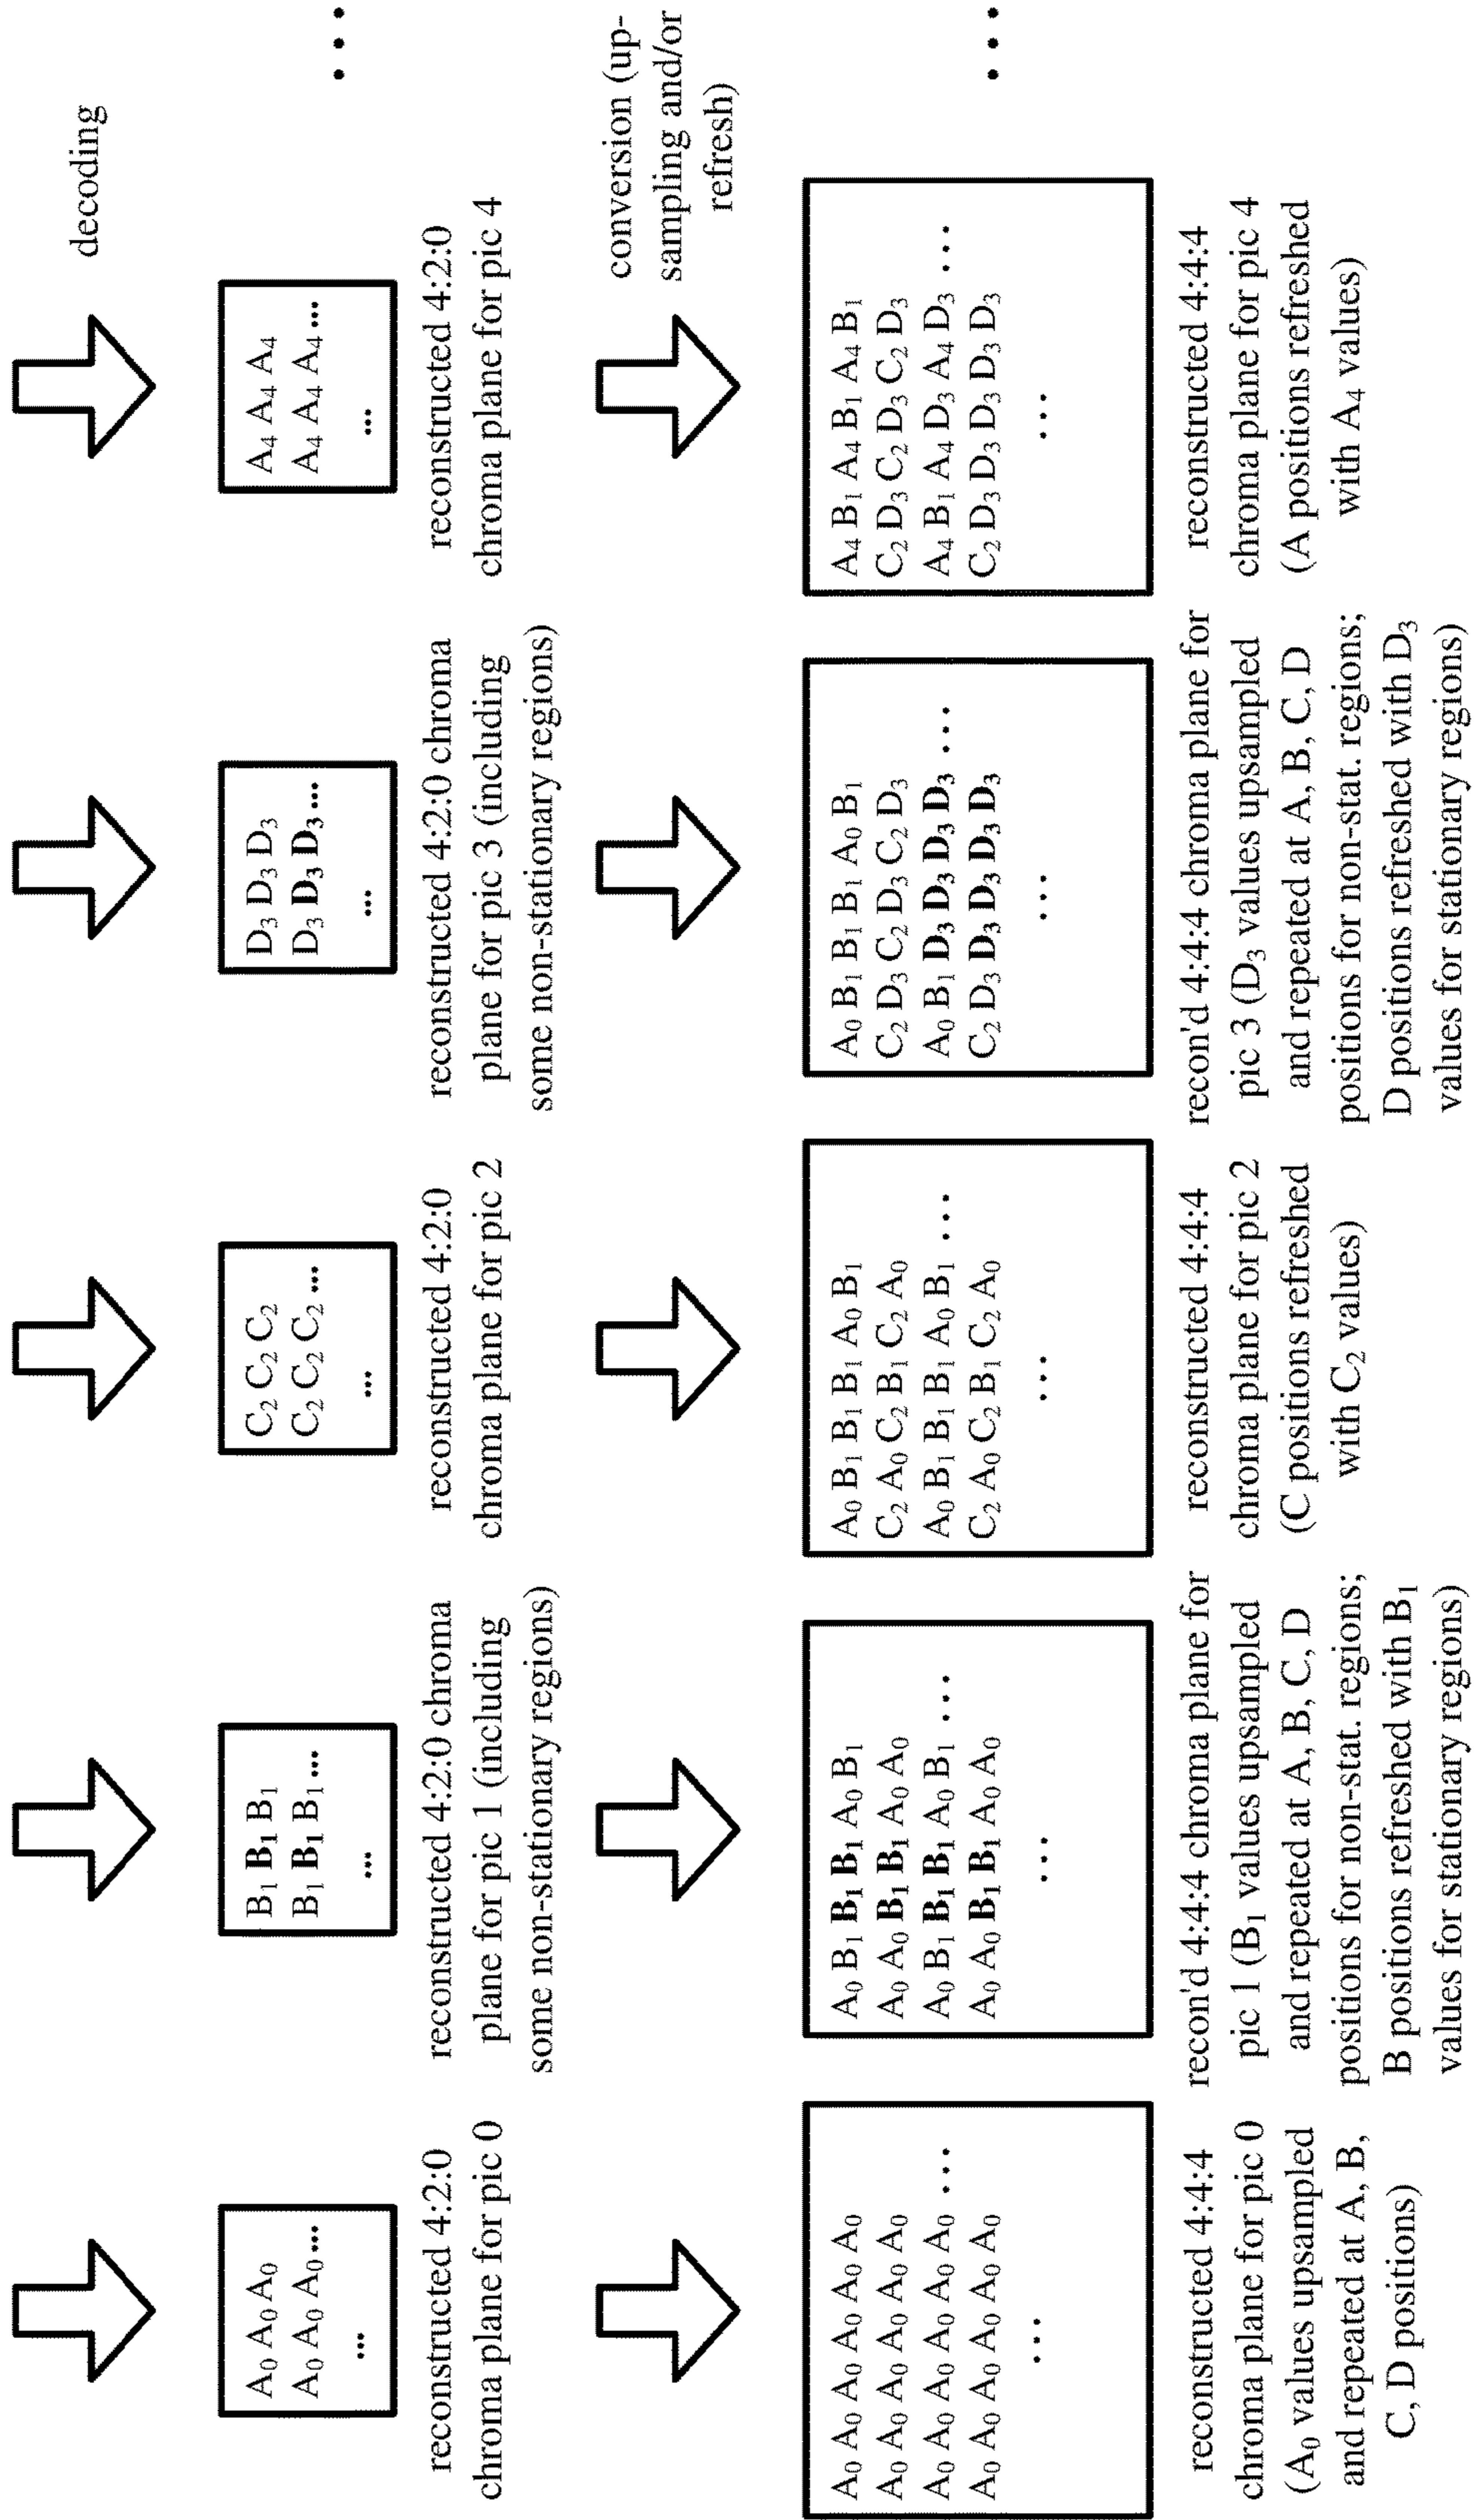 decoding
A₀ A₀ A₀
A₀ A₀ A₀...
...
reconstructed 4:2:0
chroma plane for pic 0
B₁ B₁ B₁
B₁ B₁ B₁...
...
reconstructed 4:2:0 chroma
plane for pic 1 (including
some non-stationary regions)
C₂ C₂ C₂
C₂ C₂ C₂...
...
reconstructed 4:2:0
chroma plane for pic 2
D₃ D₃ D₃
D₃ D₃ D₃...
...
reconstructed 4:2:0 chroma
plane for pic 3 (including
some non-stationary regions)
A₄ A₄ A₄
A₄ A₄ A₄...
...
reconstructed 4:2:0
chroma plane for pic 4
...
conversion (up-
sampling and/or
refresh)
A₀ A₀ A₀ A₀ A₀ A₀
A₀ A₀ A₀ A₀ A₀ A₀
A₀ A₀ A₀ A₀ A₀ A₀ ...
A₀ A₀ A₀ A₀ A₀ A₀
...
reconstructed 4:4:4
chroma plane for pic 0
(A₀ values upsampled
and repeated at A, B,
C, D positions)
A₀ B₁ B₁ B₁ A₀ B₁
A₀ A₀ B₁ B₁ A₀ A₀
A₀ B₁ B₁ B₁ A₀ B₁ ...
A₀ A₀ B₁ B₁ A₀ A₀
...
recon'd 4:4:4 chroma plane for
pic 1 (B₁ values upsampled
and repeated at A, B, C, D
positions for non-stat. regions;
B positions refreshed with B₁
values for stationary regions)
A₀ B₁ B₁ B₁ A₀ B₁
C₂ A₀ C₂ B₁ C₂ A₀
A₀ B₁ B₁ B₁ A₀ B₁ ...
C₂ A₀ C₂ B₁ C₂ A₀
...
reconstructed 4:4:4
chroma plane for pic 2
(C positions refreshed
with C₂ values)
A₀ B₁ B₁ B₁ A₀ B₁
C₂ D₃ C₂ D₃ C₂ D₃
A₀ B₁ D₃ D₃ D₃ D₃ ...
C₂ D₃ D₃ D₃ D₃ D₃
...
recon'd 4:4:4 chroma plane for
pic 3 (D₃ values upsampled
and repeated at A, B, C, D
positions for non-stat. regions;
D positions refreshed with D₃
values for stationary regions)
A₄ B₁ A₄ B₁ A₄ B₁
C₂ D₃ C₂ D₃ C₂ D₃
A₄ B₁ A₄ D₃ A₄ D₃ ...
C₂ D₃ D₃ D₃ D₃ D₃
...
reconstructed 4:4:4
chroma plane for pic 4
(A positions refreshed
with A₄ values)
...